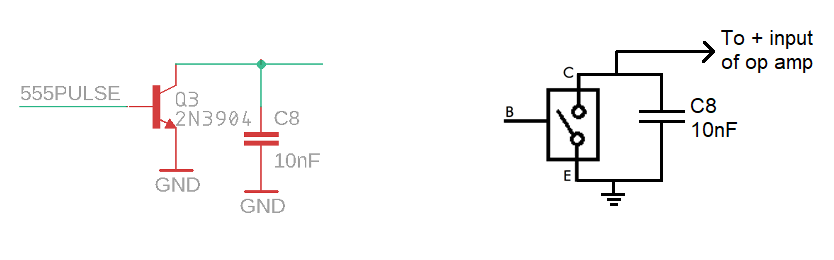 555PULSE
Q3
2N3904
C8
10nF
GND
GND
To + input
of op amp
C
B
E
C8
10nF